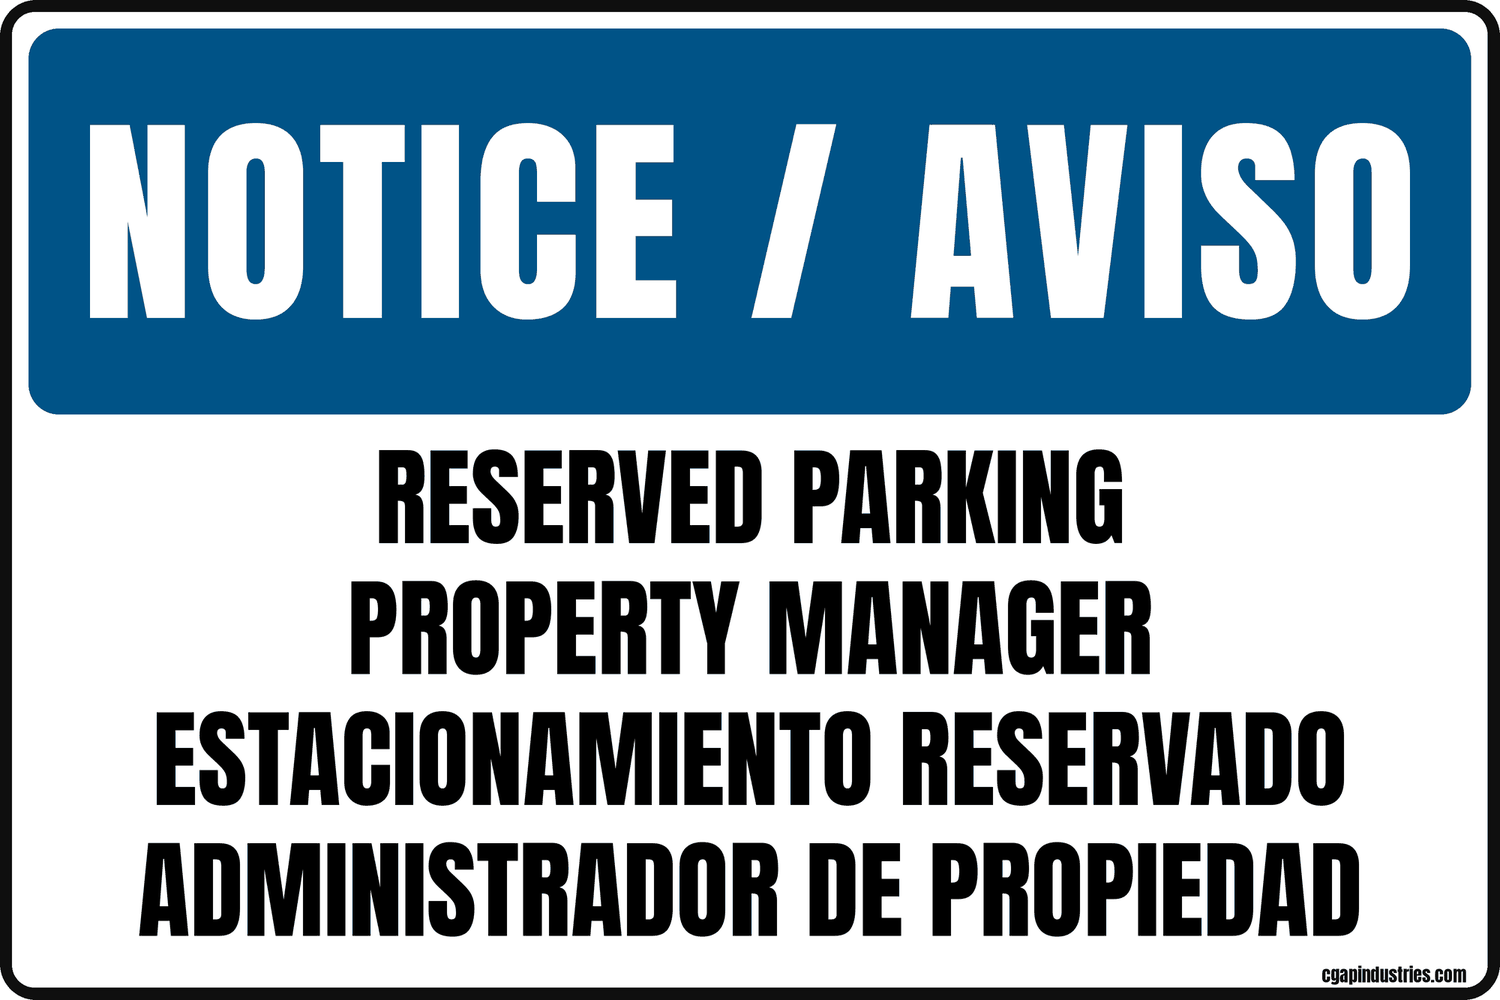 NOTICE / AVISO
RESERVED PARKING
PROPERTY MANAGER
ESTACIONAMIENTO RESERVADO
ADMINISTRADOR DE PROPIEDAD
cgapindustries.com